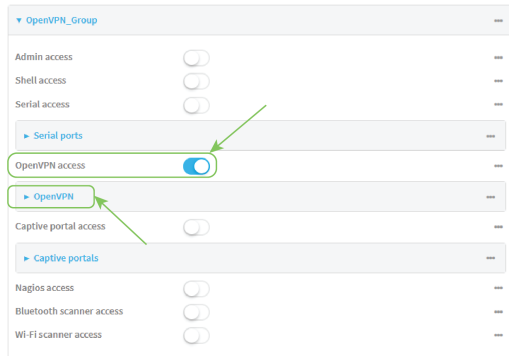 OpenVPN_Group
Admin access
Shell access
Serial access
Serial ports
OpenVPN access
OpenVPN
Captive portal access
Captive portals
Nagios access
Bluetooth scanner access
Wi-Fi scanner access